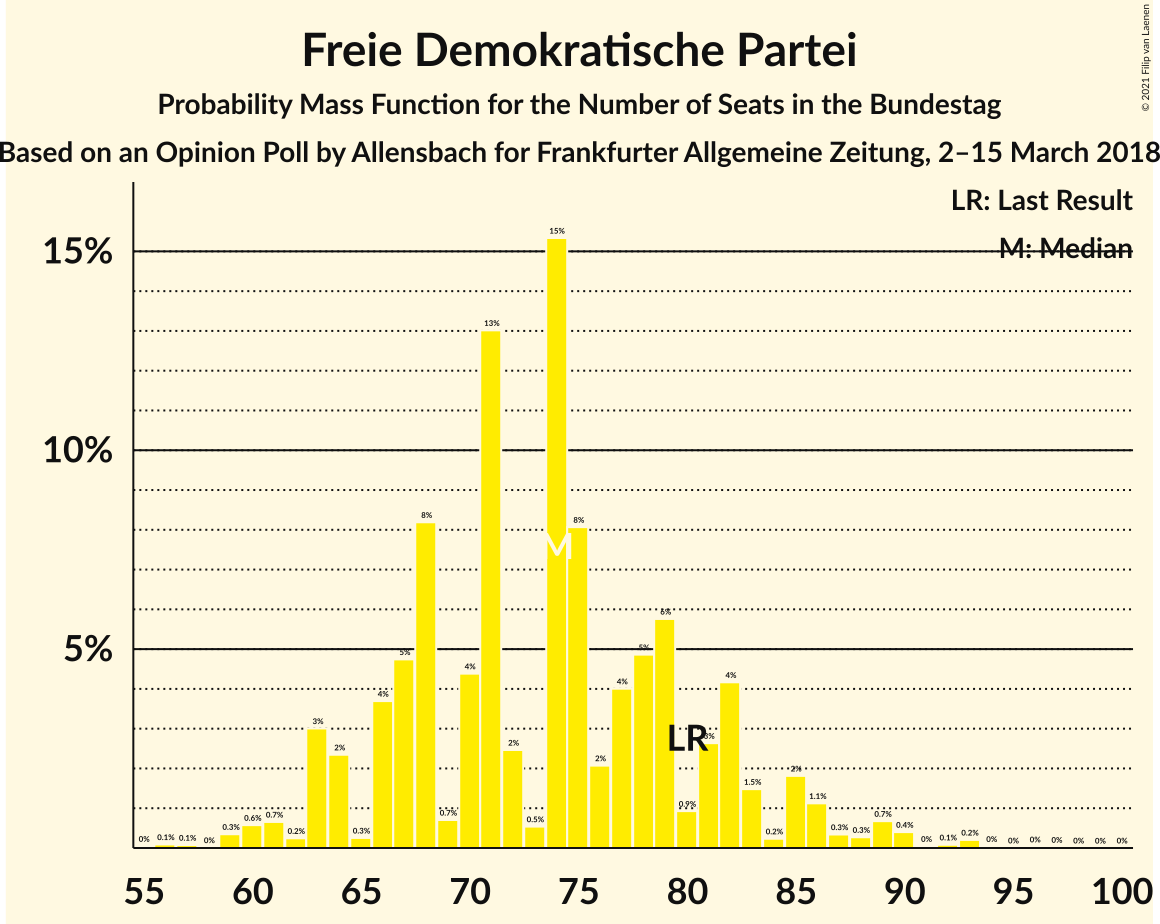 Freie Demokratische Partei
Probability Mass Function for the Number of Seats in the Bundestag
Based on an Opinion Poll by Allensbach for Frankfurter Allgemeine Zeitung, 2–15 March 2018
© 2021 Filip van Laenen
LR: Last Result
M: Median
15%
10%
5%
0% 0.1% 0.1% 0% 0.3% 0.6% 0.7% 0.2% 3% 2% 0.3% 4% 5% 8% 0.7% 4% 13% 2% 0.5% 15% 8% 2% 4% 5% 6% 0.9% 3% 4% 1.5% 0.2% 2% 1.1% 0.3% 0.3% 0.7% 0.4% 0% 0.1% 0.2% 0% 0% 0% 0% 0% 0% 0%
M
LR
55 60 65 70 75 80 85 90 95 100